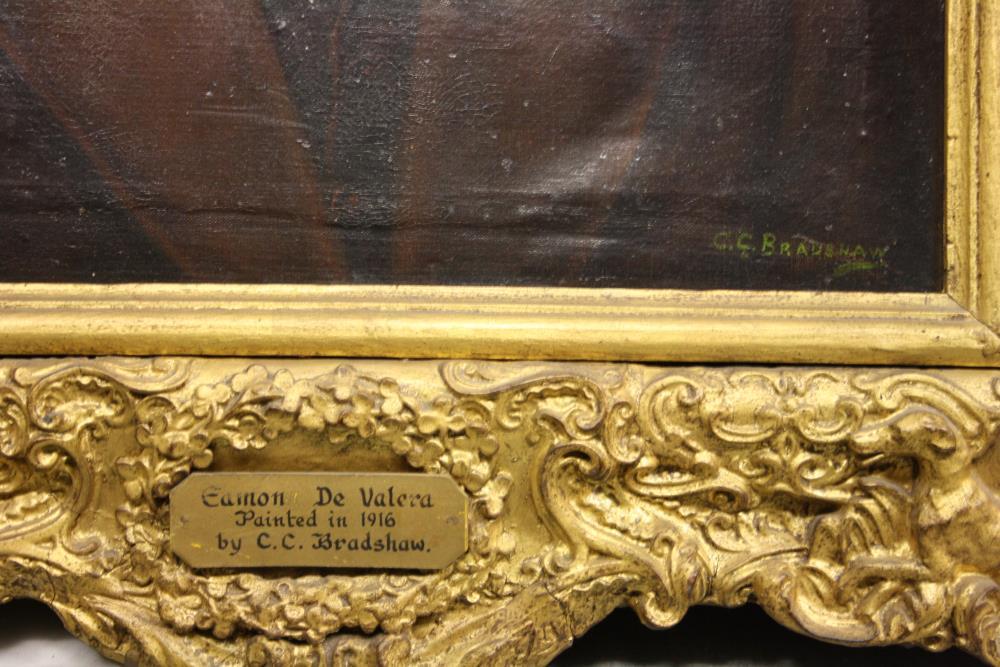 C. C. BRADSHAW
Eamon De Valera
Painted in 1916
by C. C. Bradshaw.